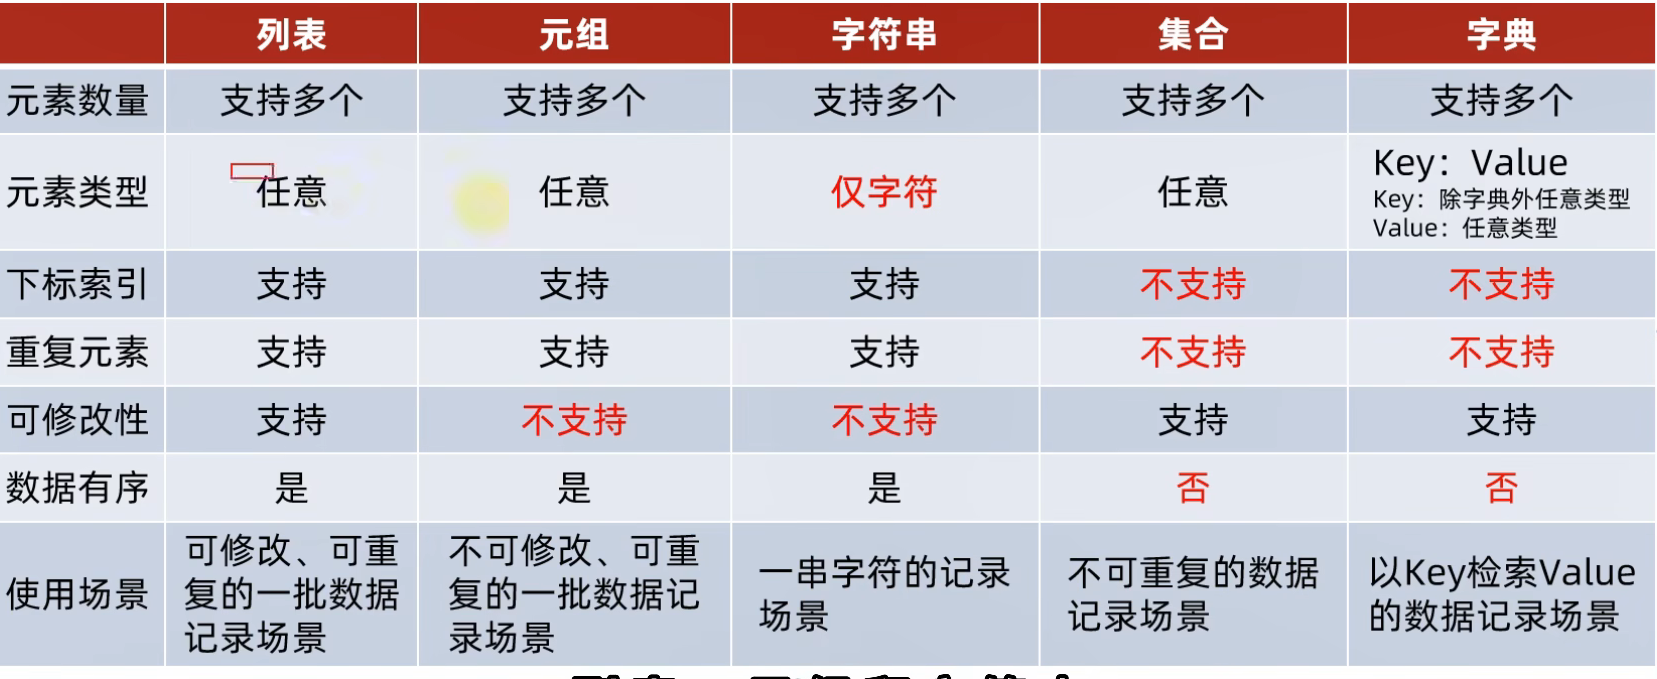 列表 元组 字符串 集合 字典
元素数量 支持多个 支持多个 支持多个 支持多个 支持多个
元素类型 任意 任意 仅字符 任意 Key：Value
Key：除字典外任意类型
Value：任意类型
下标索引 支持 支持 支持 不支持 不支持
重复元素 支持 支持 支持 不支持 不支持
可修改性 支持 不支持 不支持 支持 支持
数据有序 是 是 是 否 否
使用场景
可修改、可重
复的一批数据
记录场景
不可修改、可重
复的一批数据记
录场景
一串字符的记录
场景
不可重复的数据
记录场景
以Key检索Value
的数据记录场景